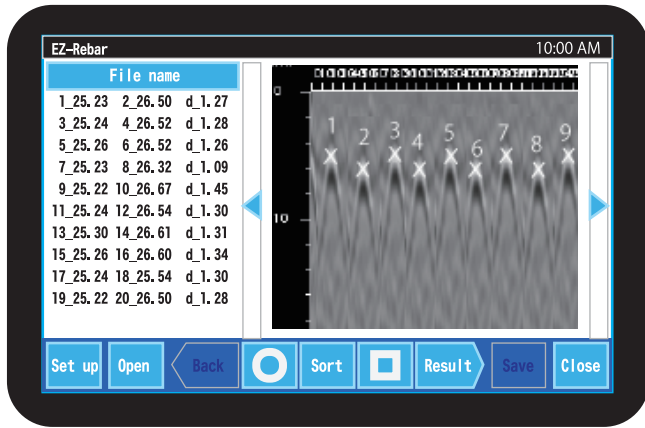 EZ-Rebar 10:00 AM
File name
1_25.23 2_26.50 d_1.27
3_25.24 4_26.52 d_1.28
5_25.26 6_26.52 d_1.26
7_25.23 8_26.32 d_1.09
9_25.22 10_26.67 d_1.45
11_25.24 12_26.54 d_1.30
13_25.30 14_26.61 d_1.31
15_25.26 16_26.60 d_1.34
17_25.24 18_25.54 d_1.30
19_25.22 20_26.50 d_1.28
0
1 2 3 4 5 6 7 8 9
10
Set up Open Back Sort Result Save Close